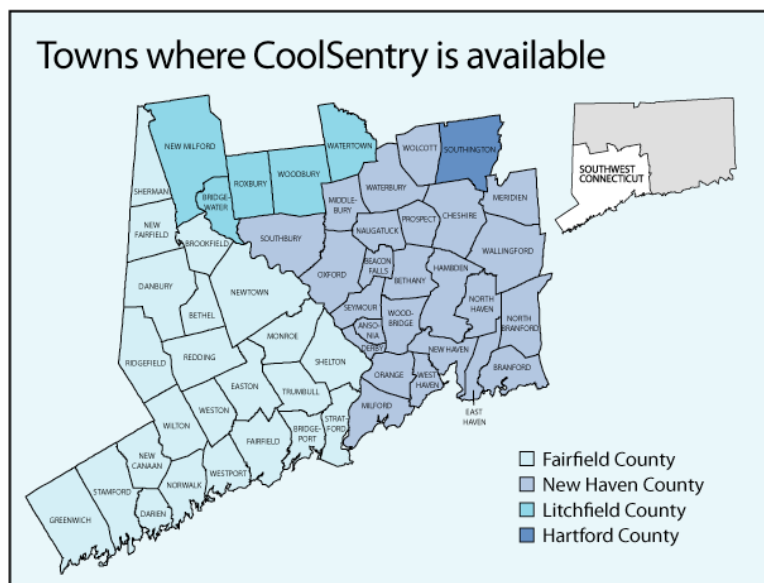 Towns where CoolSentry is available
NEW MILFORD
WATERTOWN
WOLCOTT
SOUTHINGTON
SOUTHWEST
CONNECTICUT
SHERMAN
ROXBURY
WOODBURY
BRIDGE-
WATER
MIDDLE-
BURY
WATERBURY
MERIDEN
NEW
FAIRFIELD
BROOKFIELD
SOUTHBURY
NAUGATUCK
PROSPECT
CHESHIRE
WALLINGFORD
DANBURY
BETHEL
NEWTOWN
OXFORD
BEACON
FALLS
BETHANY
HAMBDEN
SEYMOUR
WOOD-
BRIDGE
NORTH
HAVEN
NORTH
BRANFORD
ANSO-
NIA
DERBY
RIDGEFIELD
REDDING
MONROE
SHELTON
ORANGE
WEST
HAVEN
NEW HAVEN
BRANFORD
EAST
HAVEN
EASTON
TRUMBULL
MILFORD
WILTON
WESTON
FAIRFIELD
BRIDGE-
PORT
STRAT-
FORD
NEW
CANAAN
NORWALK
WESTPORT
GREENWICH
STAMFORD
DARIEN
Fairfield County
New Haven County
Litchfield County
Hartford County